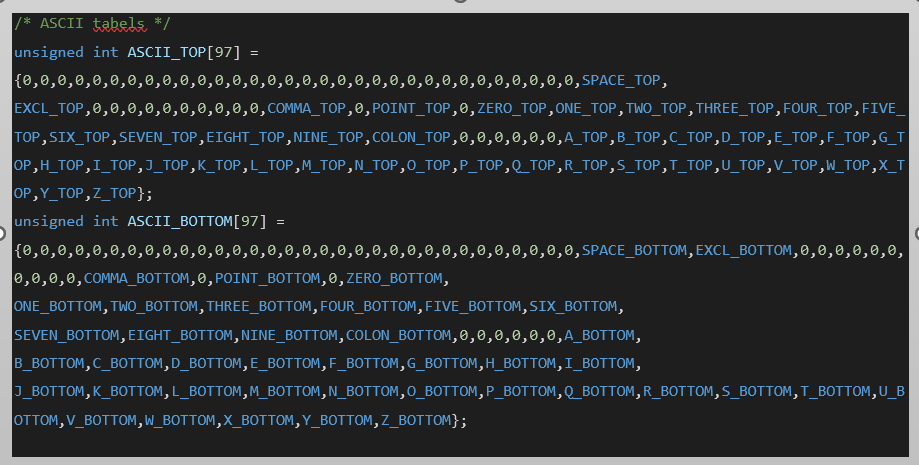 /* ASCII tabels */
unsigned int ASCII_TOP[97] =
{0,0,0,0,0,0,0,0,0,0,0,0,0,0,0,0,0,0,0,0,0,0,0,0,0,0,0,0,0,0,0,0,SPACE_TOP,
EXCL_TOP,0,0,0,0,0,0,0,0,0,0,COMMA_TOP,0,POINT_TOP,0,ZERO_TOP,ONE_TOP,TWO_TOP,THREE_TOP,FOUR_TOP,FIVE_
TOP,SIX_TOP,SEVEN_TOP,EIGHT_TOP,NINE_TOP,COLON_TOP,0,0,0,0,0,0,A_TOP,B_TOP,C_TOP,D_TOP,E_TOP,F_TOP,G_T
OP,H_TOP,I_TOP,J_TOP,K_TOP,L_TOP,M_TOP,N_TOP,O_TOP,P_TOP,Q_TOP,R_TOP,S_TOP,T_TOP,U_TOP,V_TOP,W_TOP,X_T
OP,Y_TOP,Z_TOP};
unsigned int ASCII_BOTTOM[97] =
{0,0,0,0,0,0,0,0,0,0,0,0,0,0,0,0,0,0,0,0,0,0,0,0,0,0,0,0,0,0,0,0,SPACE_BOTTOM,EXCL_BOTTOM,0,0,0,0,0,0,
0,0,0,0,COMMA_BOTTOM,0,POINT_BOTTOM,0,ZERO_BOTTOM,
ONE_BOTTOM,TWO_BOTTOM,THREE_BOTTOM,FOUR_BOTTOM,FIVE_BOTTOM,SIX_BOTTOM,
SEVEN_BOTTOM,EIGHT_BOTTOM,NINE_BOTTOM,COLON_BOTTOM,0,0,0,0,0,0,A_BOTTOM,
B_BOTTOM,C_BOTTOM,D_BOTTOM,E_BOTTOM,F_BOTTOM,G_BOTTOM,H_BOTTOM,I_BOTTOM,
J_BOTTOM,K_BOTTOM,L_BOTTOM,M_BOTTOM,N_BOTTOM,O_BOTTOM,P_BOTTOM,Q_BOTTOM,R_BOTTOM,S_BOTTOM,T_BOTTOM,U_B
OTTOM,V_BOTTOM,W_BOTTOM,X_BOTTOM,Y_BOTTOM,Z_BOTTOM};